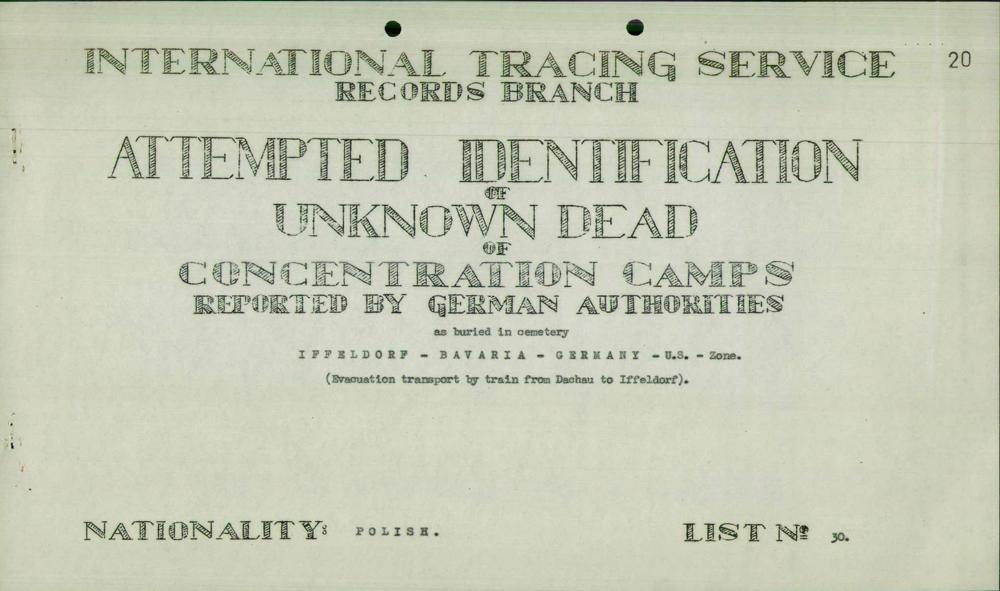 INTERNATIONAL TRACING SERVICE
20
RECORDS BRANCH
ATTEMPTED IDENTIFICATION
OF
UNKNOWN DEAD
OF
CONCENTRATION CAMPS
REPORTED BY GERMAN AUTHORITIES
as buried in cemetery
IFFELDORF - BAVARIA - GERMANY - U.S. - Zone.
(Evacuation transport by train from Dachau to Iffeldorf).
NATIONALITY: POLISH. LIST Nº 30.